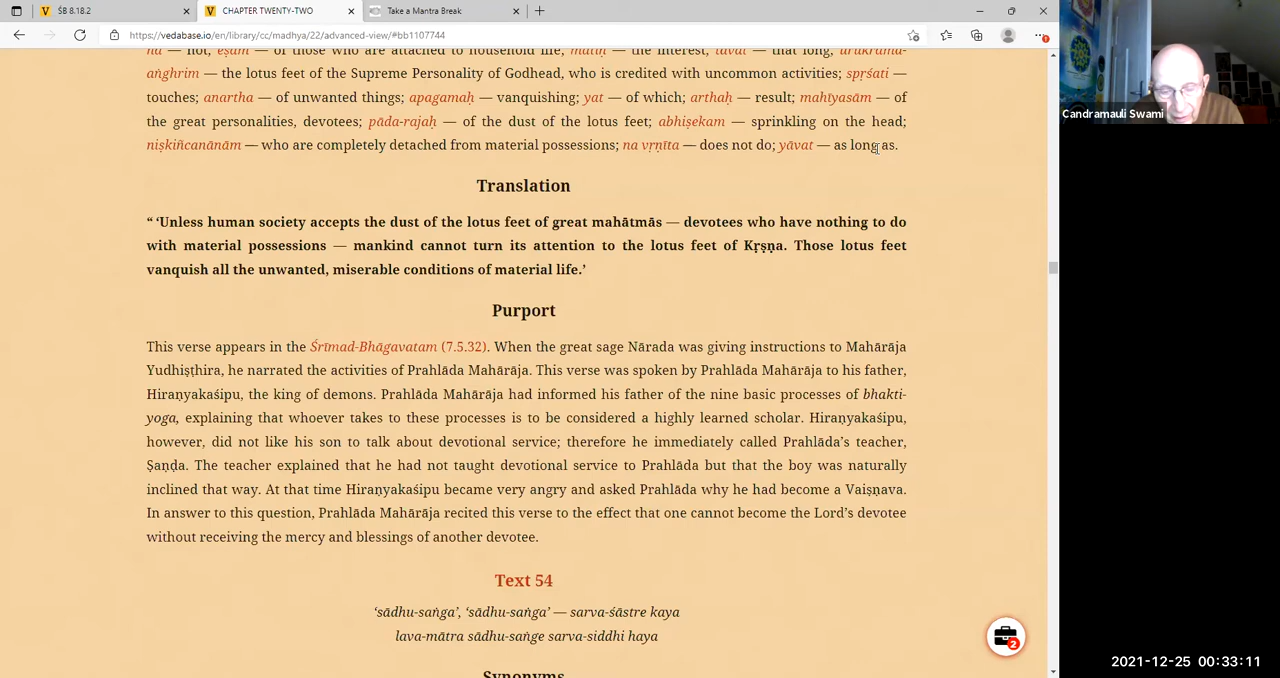 ŚB 8.18.2
CHAPTER TWENTY-TWO
Take a Mantra Break
https://vedabase.io/en/library/cc/madhya/22/advanced-view/#bb1107744
na — not; eṣām — of those who are attached to household life; matiḥ — the interest; tāvat — that long; urukrama-
aṅghrim — the lotus feet of the Supreme Personality of Godhead, who is credited with uncommon activities; spṛśati —
touches; anartha — of unwanted things; apagamaḥ — vanquishing; yat — of which; arthaḥ — result; mahīyasām — of
the great personalities, devotees; pāda-rajaḥ — of the dust of the lotus feet; abhiṣekam — sprinkling on the head;
niṣkiñcanānām — who are completely detached from material possessions; na vṛṇīta — does not do; yāvat — as long as.
Translation
“ ‘Unless human society accepts the dust of the lotus feet of great mahātmās — devotees who have nothing to do
with material possessions — mankind cannot turn its attention to the lotus feet of Kṛṣṇa. Those lotus feet
vanquish all the unwanted, miserable conditions of material life.’
Purport
This verse appears in the Śrīmad-Bhāgavatam (7.5.32). When the great sage Nārada was giving instructions to Mahārāja
Yudhiṣṭhira, he narrated the activities of Prahlāda Mahārāja. This verse was spoken by Prahlāda Mahārāja to his father,
Hiraṇyakaśipu, the king of demons. Prahlāda Mahārāja had informed his father of the nine basic processes of bhakti-
yoga, explaining that whoever takes to these processes is to be considered a highly learned scholar. Hiraṇyakaśipu,
however, did not like his son to talk about devotional service; therefore he immediately called Prahlāda’s teacher,
Ṣaṇḍa. The teacher explained that he had not taught devotional service to Prahlāda but that the boy was naturally
inclined that way. At that time Hiraṇyakaśipu became very angry and asked Prahlāda why he had become a Vaiṣṇava.
In answer to this question, Prahlāda Mahārāja recited this verse to the effect that one cannot become the Lord’s devotee
without receiving the mercy and blessings of another devotee.
Text 54
‘sādhu-saṅga’, ‘sādhu-saṅga’ — sarva-śāstre kaya
lava-mātra sādhu-saṅge sarva-siddhi haya
Synonyms
2
Candramauli Swami
2021-12-25 00:33:11